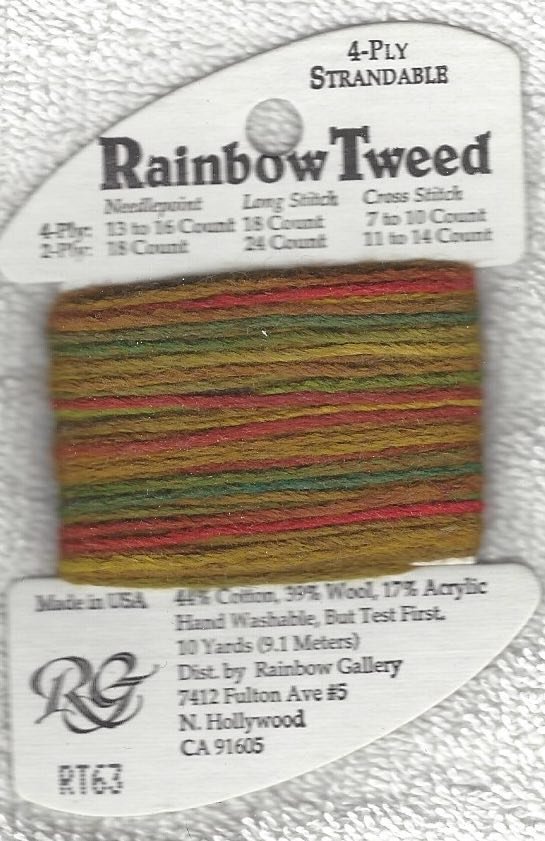 4-Ply
Strandable
Rainbow Tweed
Needlepoint Long Stitch Cross Stitch
4-Ply: 13 to 16 Count 18 Count 7 to 10 Count
2-Ply: 18 Count 24 Count 11 to 14 Count
Made in USA
44% Cotton, 39% Wool, 17% Acrylic
Hand Washable, But Test First.
10 Yards (9.1 Meters)
Dist. by Rainbow Gallery
7412 Fulton Ave #5
N. Hollywood
CA 91605
RG
RT63